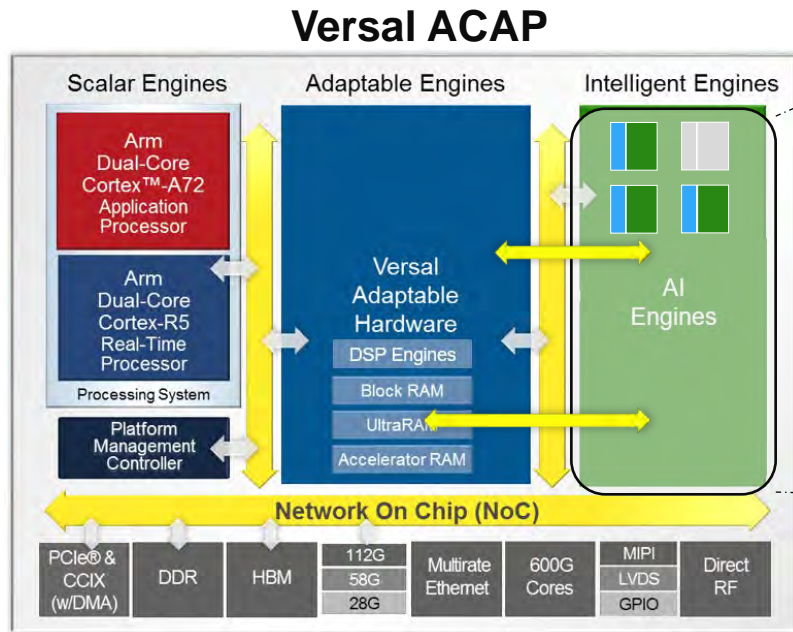 Versal ACAP
Scalar Engines
Adaptable Engines
Intelligent Engines
Arm
Dual-Core
Cortex™-A72
Application
Processor
Arm
Dual-Core
Cortex-R5
Real-Time
Processor
Processing System
Platform
Management
Controller
Versal
Adaptable
Hardware
DSP Engines
Block RAM
UltraRAM
Accelerator RAM
AI
Engines
Network On Chip (NoC)
PCIe® &
CCIX
(w/DMA)
DDR
HBM
112G
58G
28G
Multirate
Ethernet
600G
Cores
MIPI
LVDS
GPIO
Direct
RF